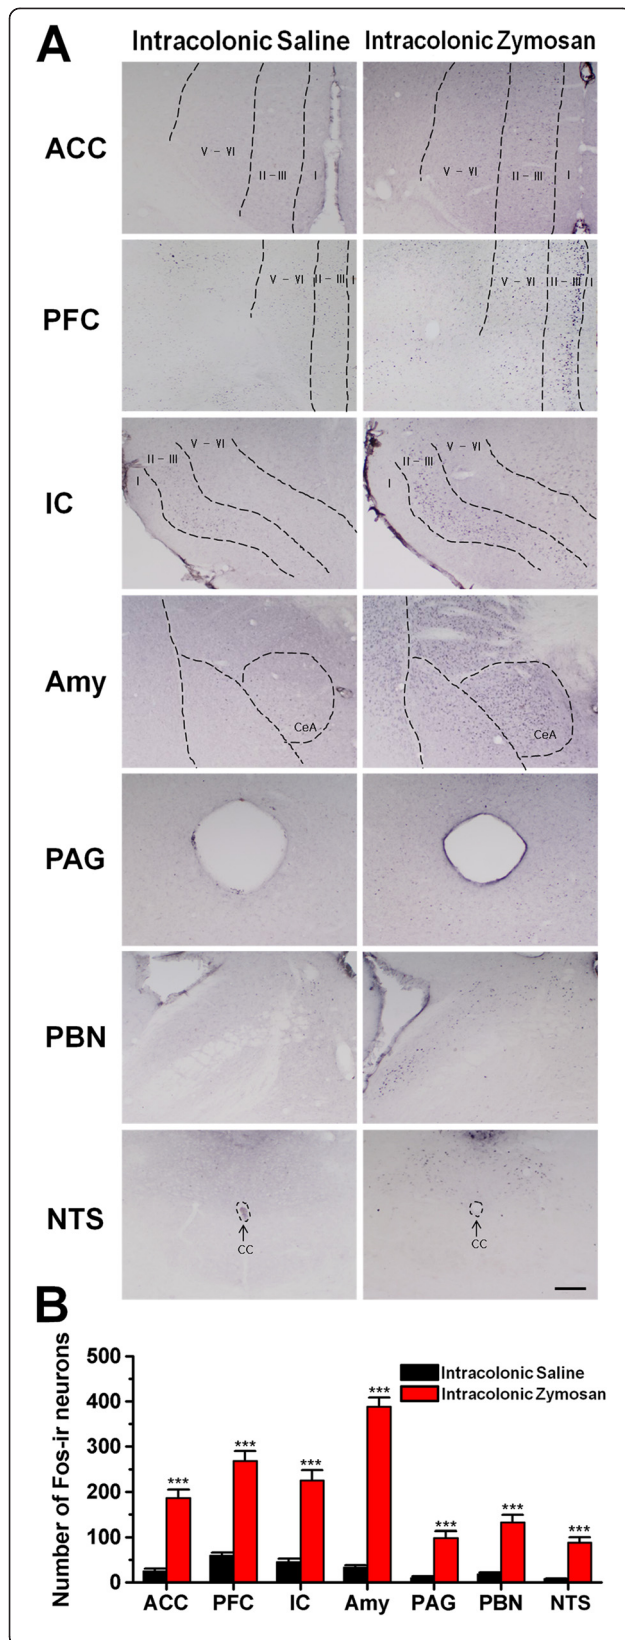 A
Intracolonic Saline
Intracolonic Zymosan
ACC
V - VI
II - III
I
V - VI
II - III
I
PFC
V - VI
II - III
I
V - VI
II - III
I
IC
V - VI
II - III
I
V - VI
II - III
I
Amy
CeA
CeA
PAG
PBN
NTS
CC
CC
B
Number of Fos-ir neurons
500
400
300
200
100
0
Intracolonic Saline
Intracolonic Zymosan
***
***
***
***
***
***
***
ACC
PFC
IC
Amy
PAG
PBN
NTS